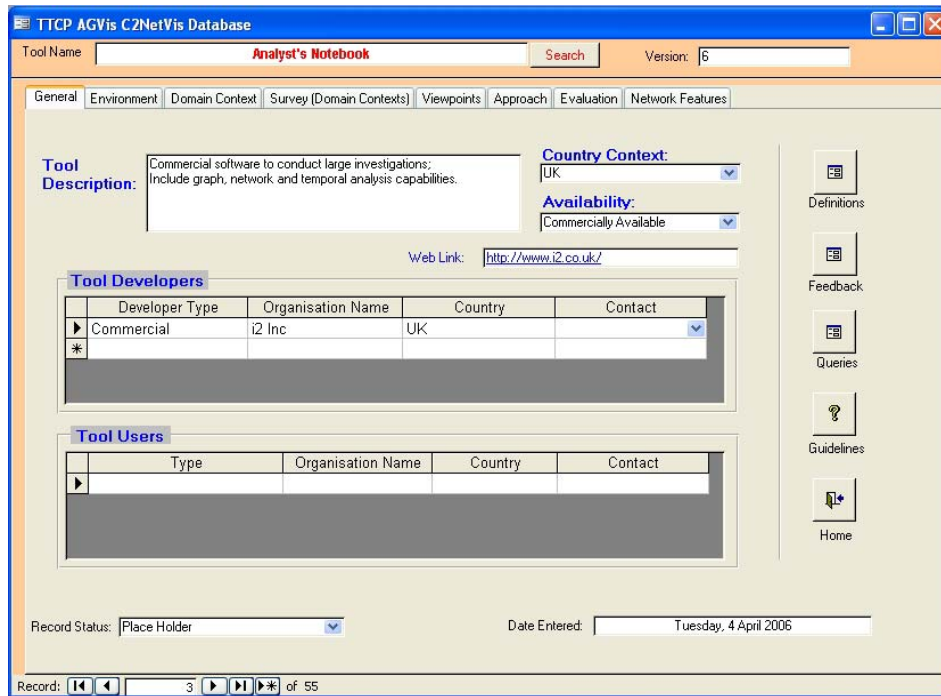 TTCP AGVis C2NetVis Database
Tool Name Analyst's Notebook Search Version: 6
General Environment Domain Context Survey (Domain Contexts) Viewpoints Approach Evaluation Network Features
Tool Description:
Commercial software to conduct large investigations;
Include graph, network and temporal analysis capabilities.
Country Context:
UK
Availability:
Commercially Available
Web Link: http://www.i2.co.uk/
Tool Developers
Developer Type Organisation Name Country Contact
Commercial i2 Inc UK
Tool Users
Type Organisation Name Country Contact
Definitions
Feedback
Queries
Guidelines
Home
Record Status: Place Holder Date Entered: Tuesday, 4 April 2006
Record: 3 of 55